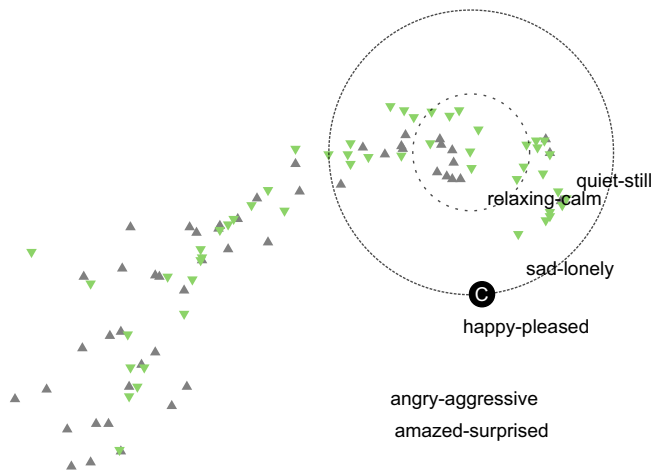 quiet-still
relaxing-calm
sad-lonely
C
happy-pleased
angry-aggressive
amazed-surprised